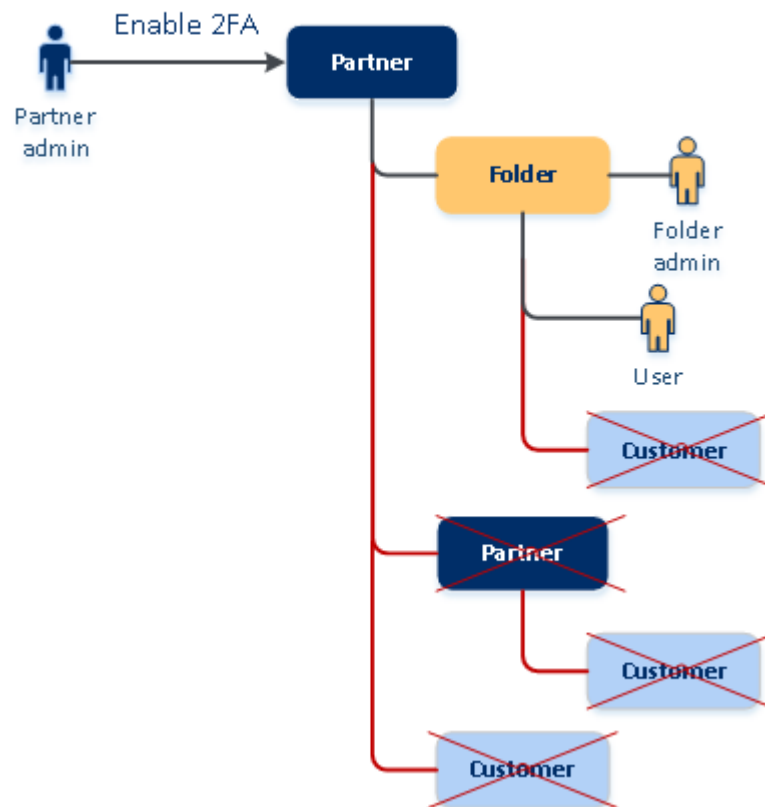 Enable 2FA
Partner
Partner
admin
Folder
Folder
admin
User
Customer
Partner
Customer
Customer